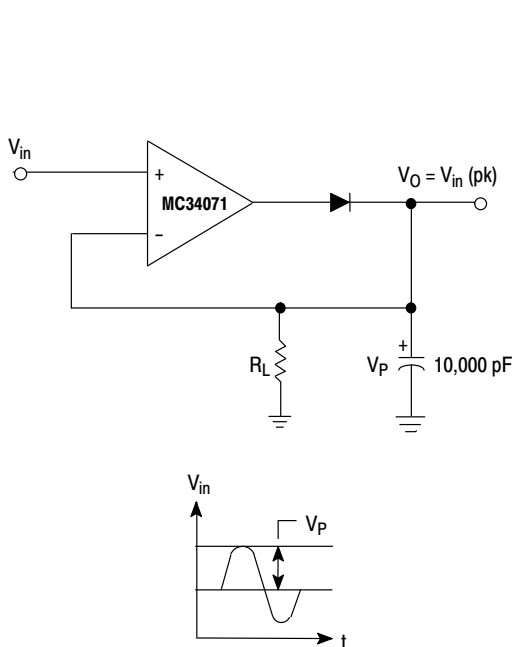 Vin
+
MC34071
–
VO = Vin (pk)
RL
+
VP
10,000 pF
Vin
VP
t